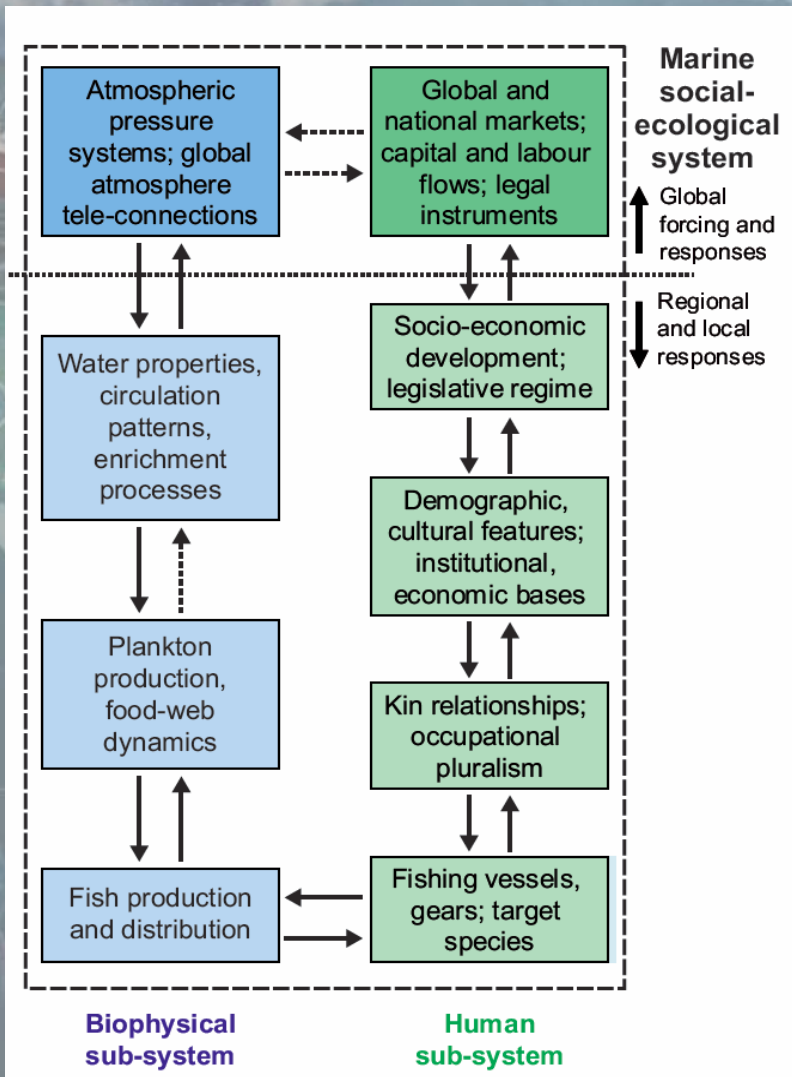 Atmospheric
pressure
systems; global
atmosphere
tele-connections
Global and
national markets;
capital and labour
flows; legal
instruments
Marine
social-
ecological
system
Global
forcing and
responses
Regional
and local
responses
Water properties,
circulation
patterns,
enrichment
processes
Socio-economic
development;
legislative regime
Demographic,
cultural features;
institutional,
economic bases
Plankton
production,
food-web
dynamics
Kin relationships;
occupational
pluralism
Fish production
and distribution
Fishing vessels,
gears; target
species
Biophysical
sub-system
Human
sub-system